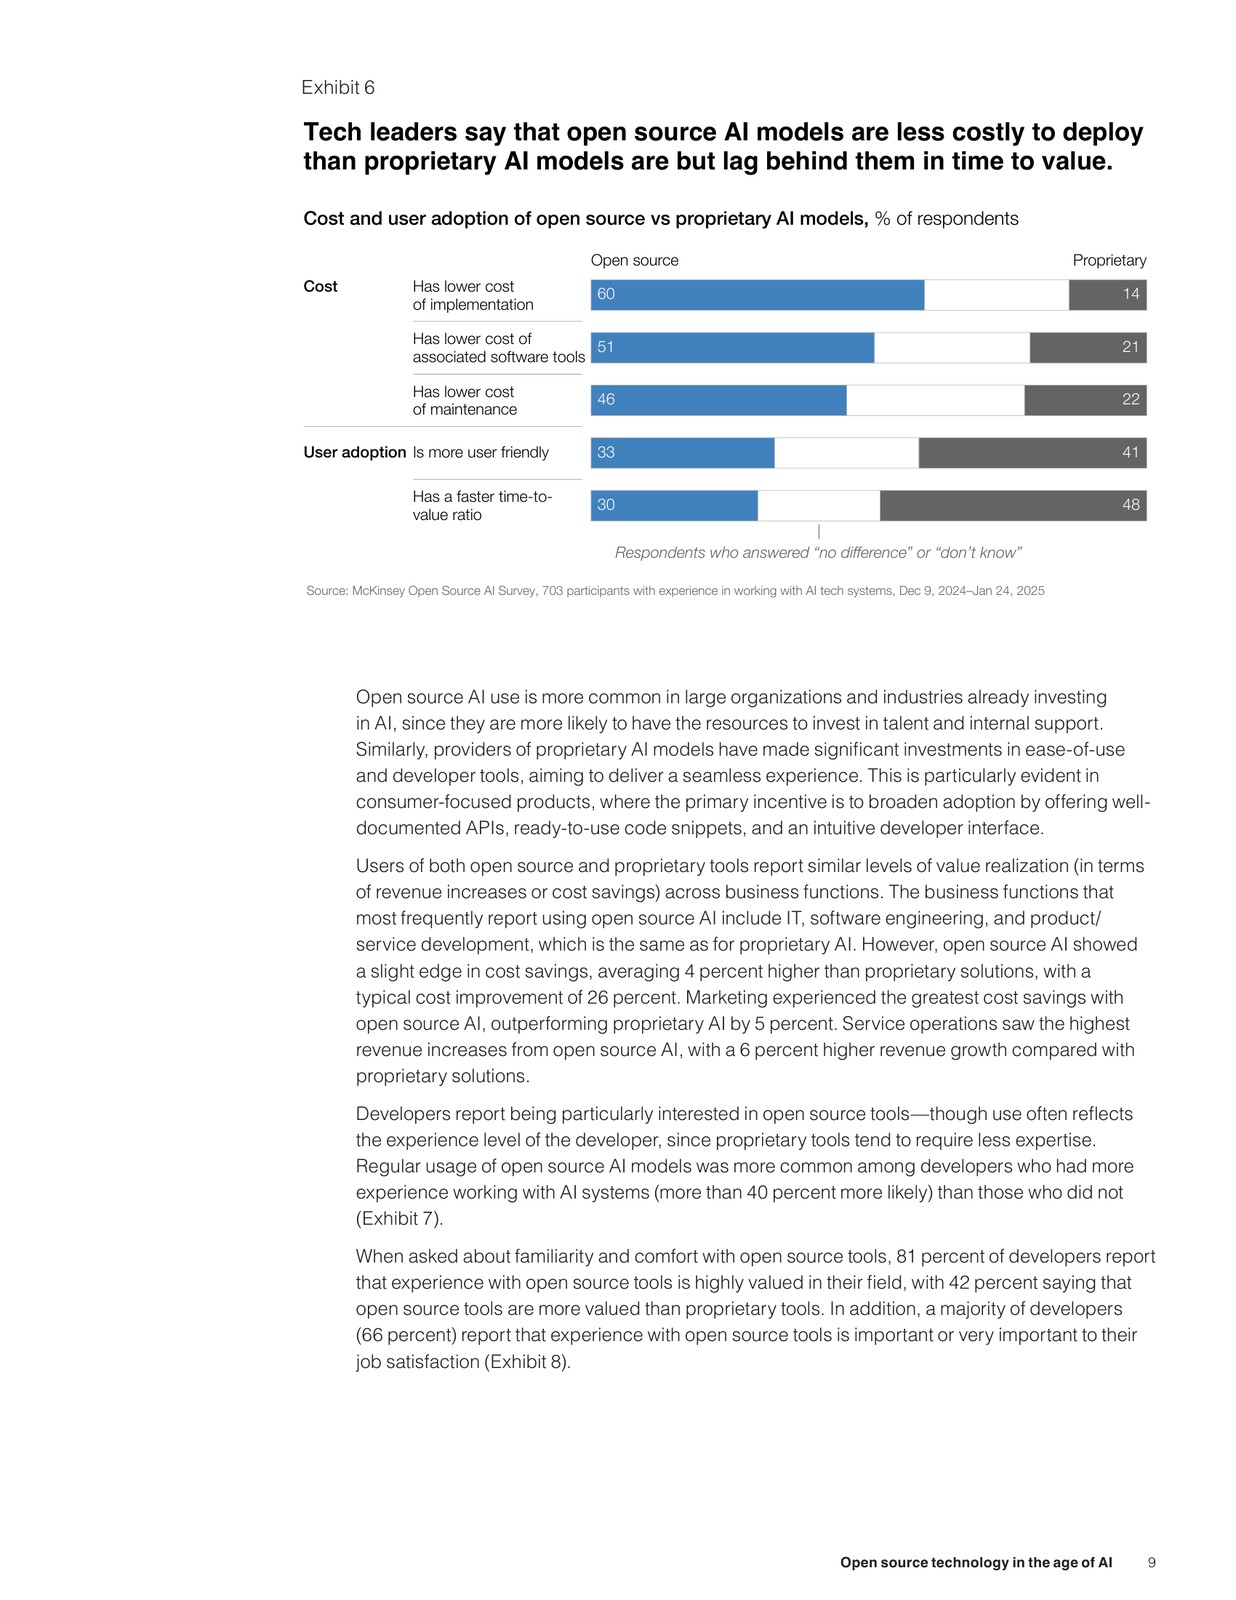 Exhibit 6
Tech leaders say that open source AI models are less costly to deploy
than proprietary AI models are but lag behind them in time to value.
Cost and user adoption of open source vs proprietary AI models, % of respondents
Open source Proprietary
Cost Has lower cost
of implementation
60 14
Has lower cost of
associated software tools
51 21
Has lower cost
of maintenance
46 22
User adoption Is more user friendly 33 41
Has a faster time-to-
value ratio
30 48
Respondents who answered “no difference” or “don’t know”
Source: McKinsey Open Source AI Survey, 703 participants with experience in working with AI tech systems, Dec 9, 2024–Jan 24, 2025
Open source AI use is more common in large organizations and industries already investing
in AI, since they are more likely to have the resources to invest in talent and internal support.
Similarly, providers of proprietary AI models have made significant investments in ease-of-use
and developer tools, aiming to deliver a seamless experience. This is particularly evident in
consumer-focused products, where the primary incentive is to broaden adoption by offering well-
documented APIs, ready-to-use code snippets, and an intuitive developer interface.
Users of both open source and proprietary tools report similar levels of value realization (in terms
of revenue increases or cost savings) across business functions. The business functions that
most frequently report using open source AI include IT, software engineering, and product/
service development, which is the same as for proprietary AI. However, open source AI showed
a slight edge in cost savings, averaging 4 percent higher than proprietary solutions, with a
typical cost improvement of 26 percent. Marketing experienced the greatest cost savings with
open source AI, outperforming proprietary AI by 5 percent. Service operations saw the highest
revenue increases from open source AI, with a 6 percent higher revenue growth compared with
proprietary solutions.
Developers report being particularly interested in open source tools—though use often reflects
the experience level of the developer, since proprietary tools tend to require less expertise.
Regular usage of open source AI models was more common among developers who had more
experience working with AI systems (more than 40 percent more likely) than those who did not
(Exhibit 7).
When asked about familiarity and comfort with open source tools, 81 percent of developers report
that experience with open source tools is highly valued in their field, with 42 percent saying that
open source tools are more valued than proprietary tools. In addition, a majority of developers
(66 percent) report that experience with open source tools is important or very important to their
job satisfaction (Exhibit 8).
Open source technology in the age of AI 9